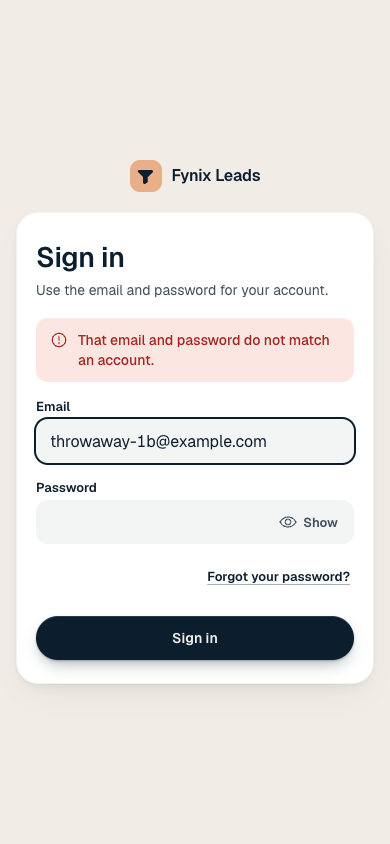 Fynix Leads
Sign in
Use the email and password for your account.
That email and password do not match
an account.
Email
throwaway-1b@example.com
Password
Show
Forgot your password?
Sign in